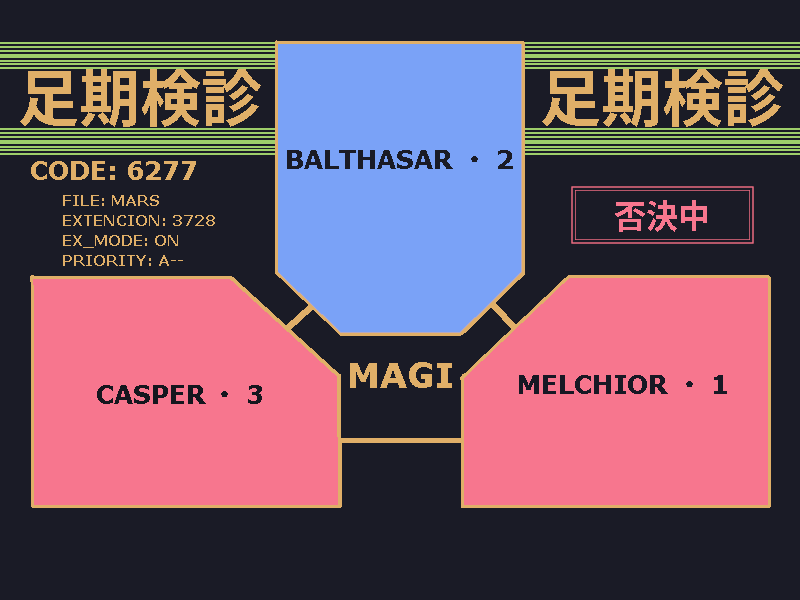 足期検診
足期検診
BALTHASAR · 2
CODE: 6277
FILE: MARS
EXTENCION: 3728
EX_MODE: ON
PRIORITY: A--
否決中
CASPER · 3
MAGI
MELCHIOR · 1